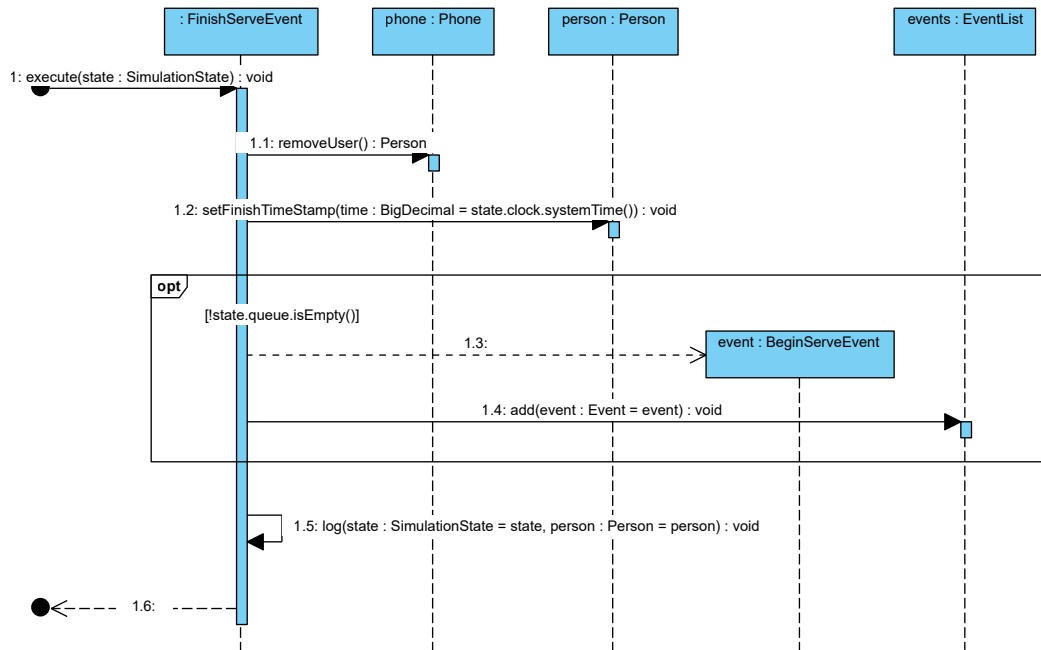 : FinishServeEvent
phone : Phone
person : Person
events : EventList
1: execute(state : SimulationState) : void
1.1: removeUser() : Person
1.2: setFinishTimeStamp(time : BigDecimal = state.clock.systemTime()) : void
opt
[!state.queue.isEmpty()]
1.3:
event : BeginServeEvent
1.4: add(event : Event = event) : void
1.5: log(state : SimulationState = state, person : Person = person) : void
1.6: